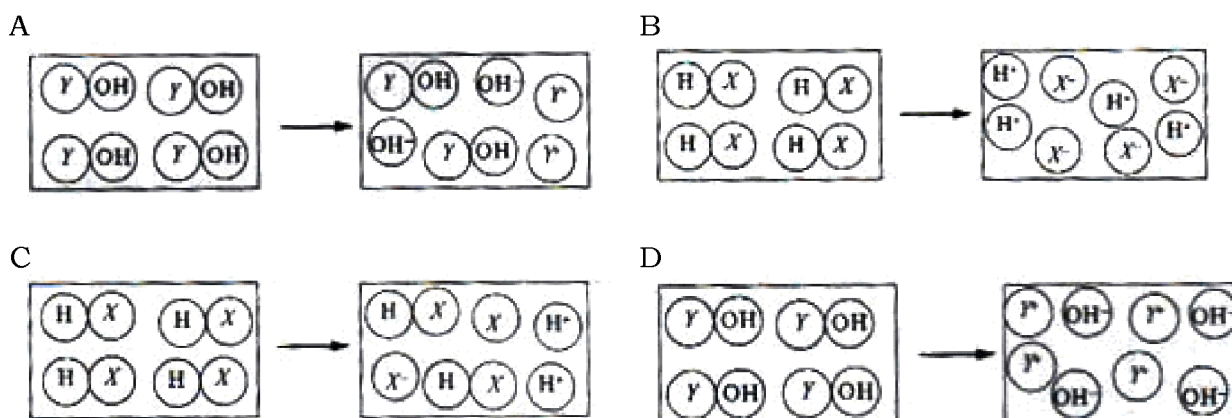 A
Y OH Y OH
Y OH Y OH
Y OH OH⁻ Y⁺
OH⁻ Y OH Y⁺
B
H X H X
H X H X
H⁺ X⁻ H⁺ X⁻
H⁺ X⁻ X⁻ H⁺
C
H X H X
H X H X
H X X H⁺
X⁻ H X H⁺
D
Y OH Y OH
Y OH Y OH
Y⁺ OH⁻ Y⁺ OH⁻
Y⁺ OH⁻ Y⁺ OH⁻